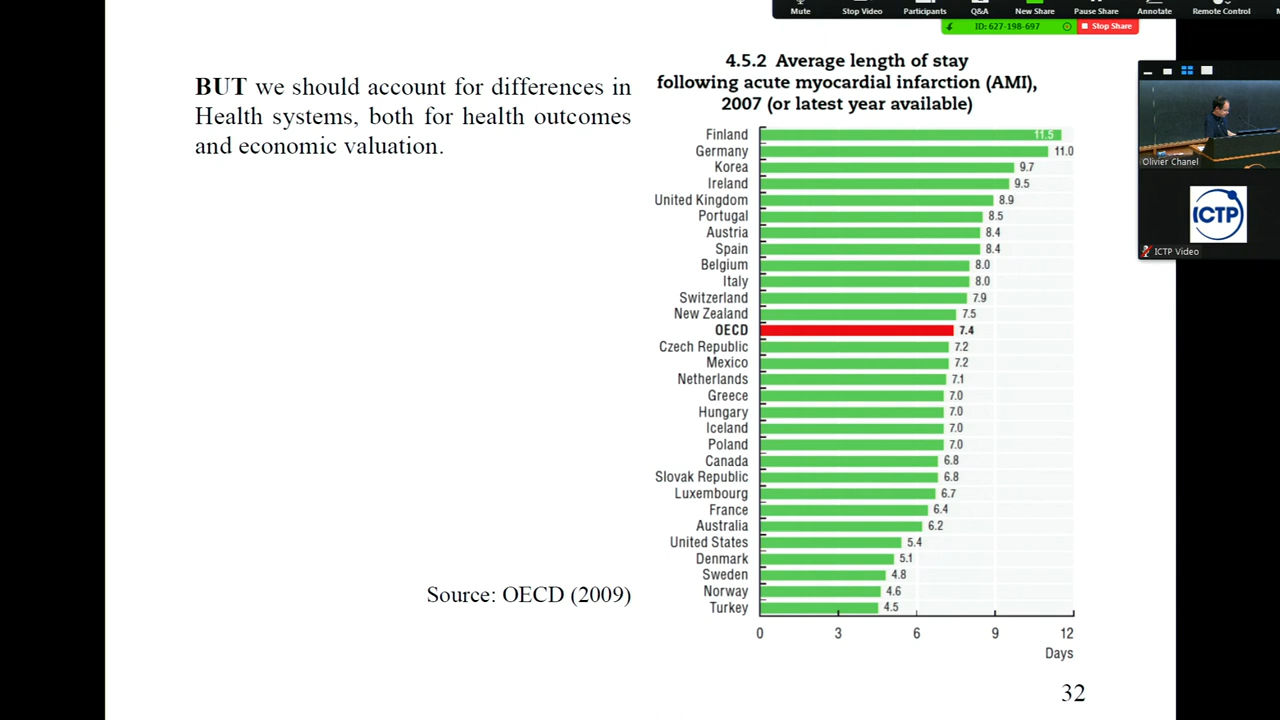 Mute Stop Video Participants Q&A New Share Pause Share Annotate Remote Control
ID: 627-198-697 Stop Share
BUT we should account for differences in
Health systems, both for health outcomes
and economic valuation.
Source: OECD (2009)
4.5.2 Average length of stay
following acute myocardial infarction (AMI),
2007 (or latest year available)
Finland 11.5
Germany 11.0
Korea 9.7
Ireland 9.5
United Kingdom 8.9
Portugal 8.5
Austria 8.4
Spain 8.4
Belgium 8.0
Italy 8.0
Switzerland 7.9
New Zealand 7.5
OECD 7.4
Czech Republic 7.2
Mexico 7.2
Netherlands 7.1
Greece 7.0
Hungary 7.0
Iceland 7.0
Poland 7.0
Canada 6.8
Slovak Republic 6.8
Luxembourg 6.7
France 6.4
Australia 6.2
United States 5.4
Denmark 5.1
Sweden 4.8
Norway 4.6
Turkey 4.5
0 3 6 9 12
Days
32
Olivier Chanel
ICTP
ICTP Video